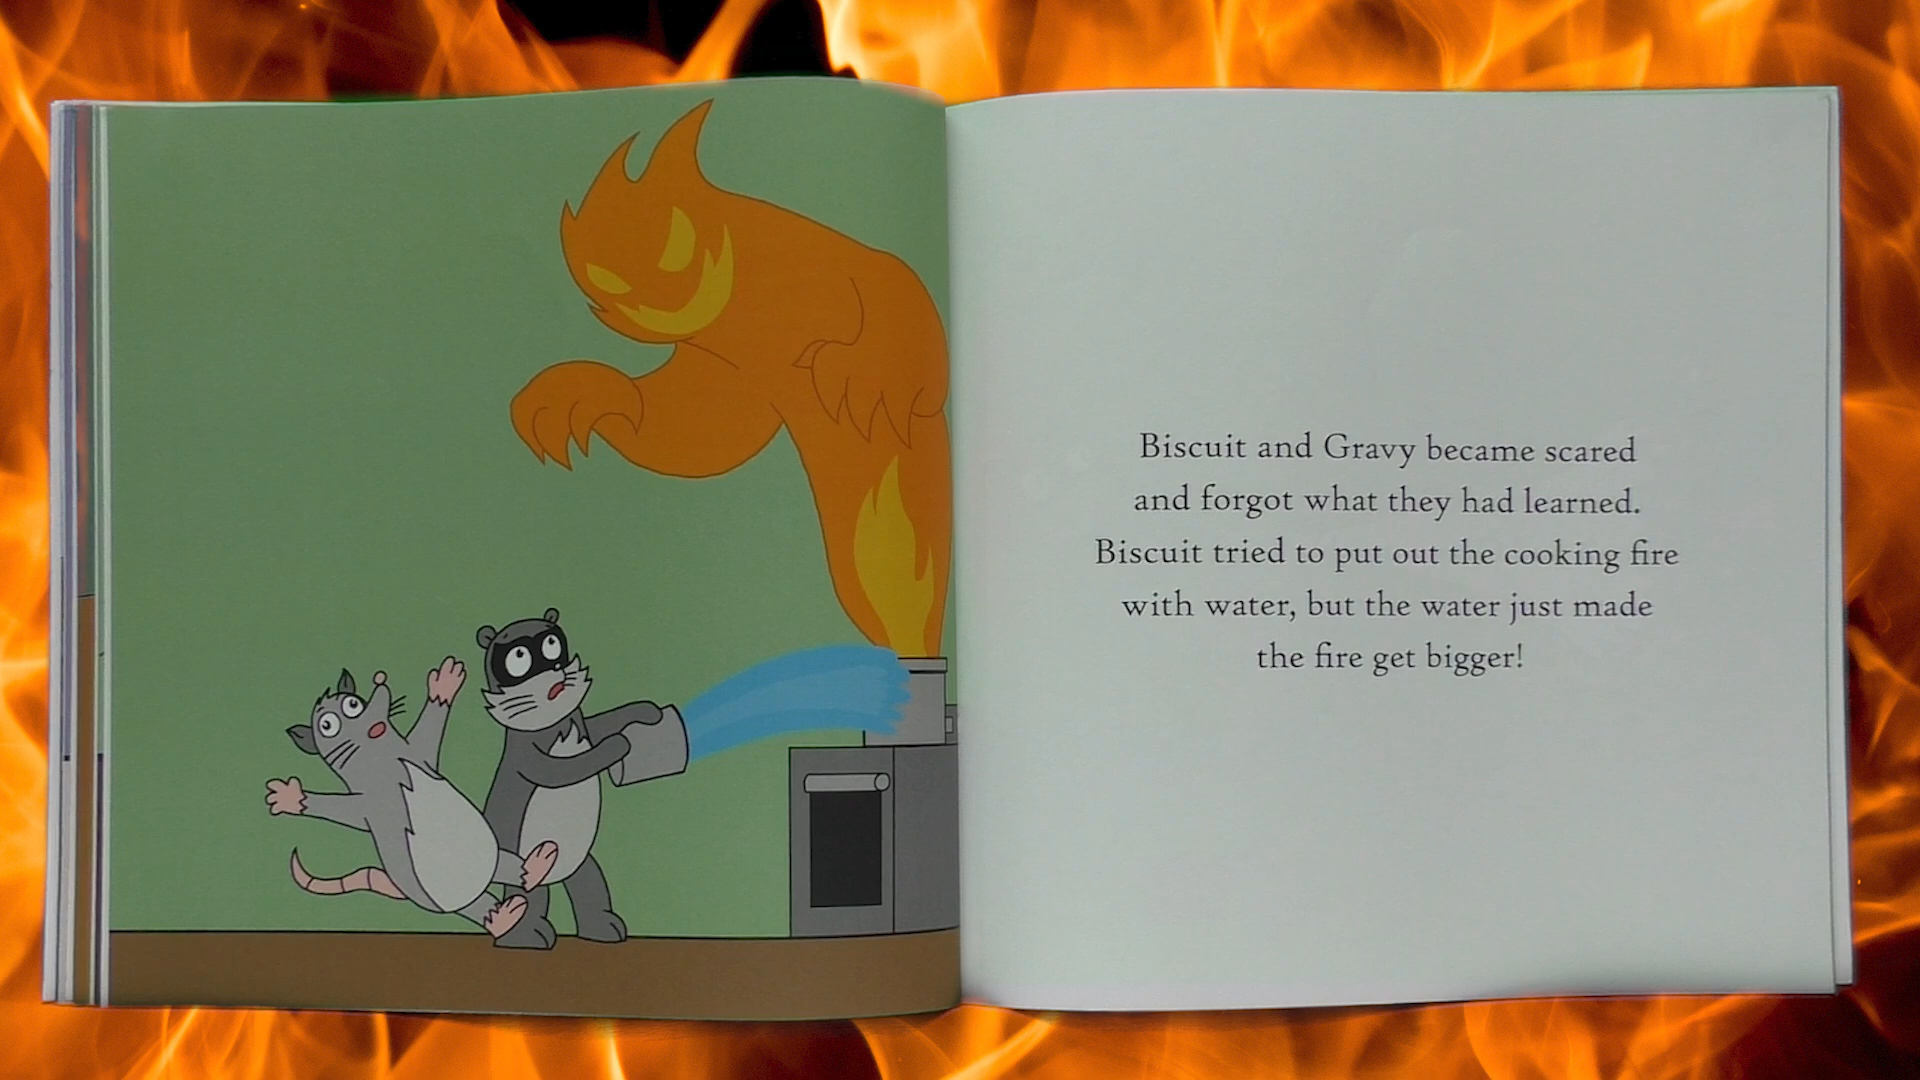 Biscuit and Gravy became scared
and forgot what they had learned.
Biscuit tried to put out the cooking fire
with water, but the water just made
the fire get bigger!